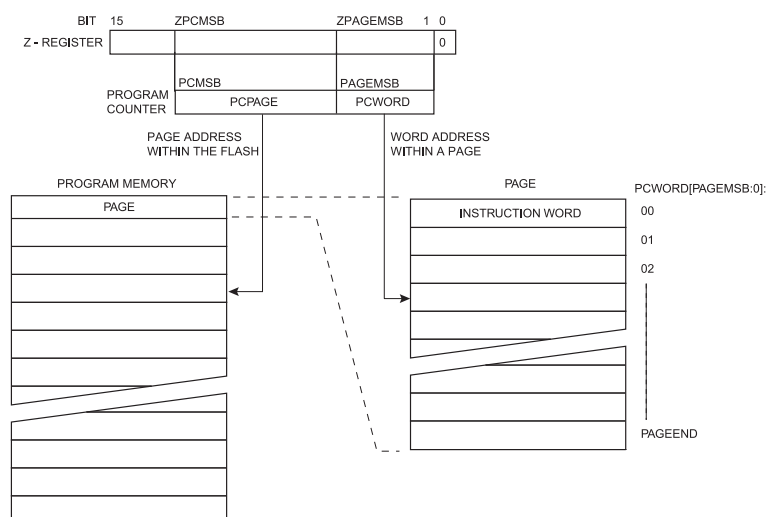 BIT 15 ZPCMSB ZPAGEMSB 1 0
Z - REGISTER 0
PCMSB PAGEMSB
PROGRAM
COUNTER
PCPAGE PCWORD
PAGE ADDRESS
WITHIN THE FLASH
WORD ADDRESS
WITHIN A PAGE
PROGRAM MEMORY
PAGE
PAGE
INSTRUCTION WORD
PCWORD[PAGEMSB:0]:
00
01
02
PAGEEND